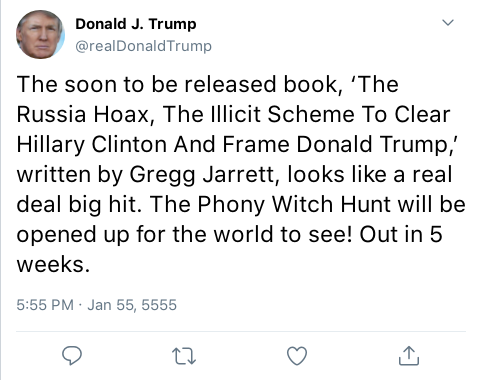 Donald J. Trump
@realDonaldTrump
The soon to be released book, ‘The
Russia Hoax, The Illicit Scheme To Clear
Hillary Clinton And Frame Donald Trump,’
written by Gregg Jarrett, looks like a real
deal big hit. The Phony Witch Hunt will be
opened up for the world to see! Out in 5
weeks.
5:55 PM · Jan 55, 5555